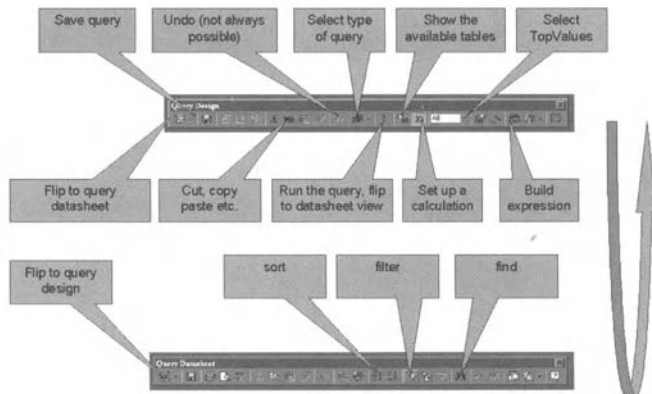 Save query
Undo (not always
possible)
Select type
of query
Show the
available tables
Select
TopValues
Query Design
All
Flip to query
datasheet
Cut, copy
paste etc.
Run the query, flip
to datasheet view
Set up a
calculation
Build
expression
Flip to query
design
sort
filter
find
Query Datasheet